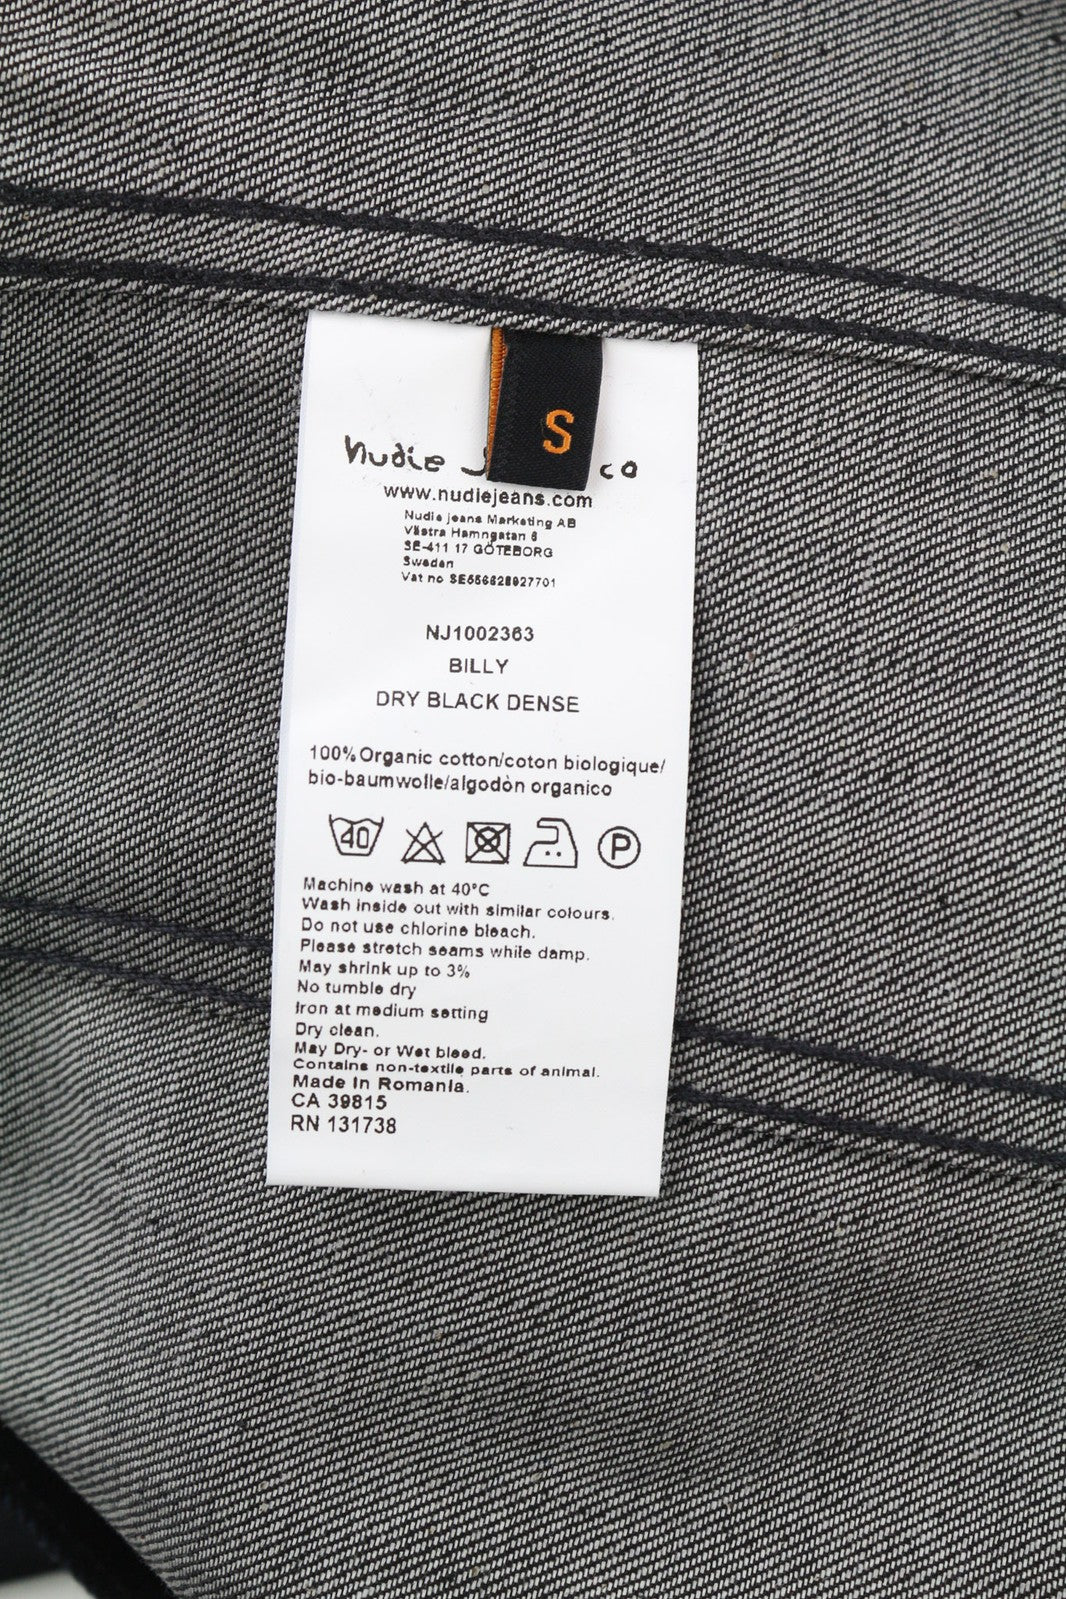 S
nudie co
www.nudiejeans.com
Nudie jeans Marketing AB
Västra Hamngatan 6
SE-411 17 GÖTEBORG
Sweden
Vat no SE556628927701
NJ1002363
BILLY
DRY BLACK DENSE
100%Organic cotton/coton biologique/
bio-baumwolle/algodòn organico
40 P
Machine wash at 40°C
Wash inside out with similar colours.
Do not use chlorine bleach.
Please stretch seams while damp.
May shrink up to 3%
No tumble dry
Iron at medium setting
Dry clean.
May Dry- or Wet bleed.
Contains non-textile parts of animal.
Made In Romania.
CA 39815
RN 131738